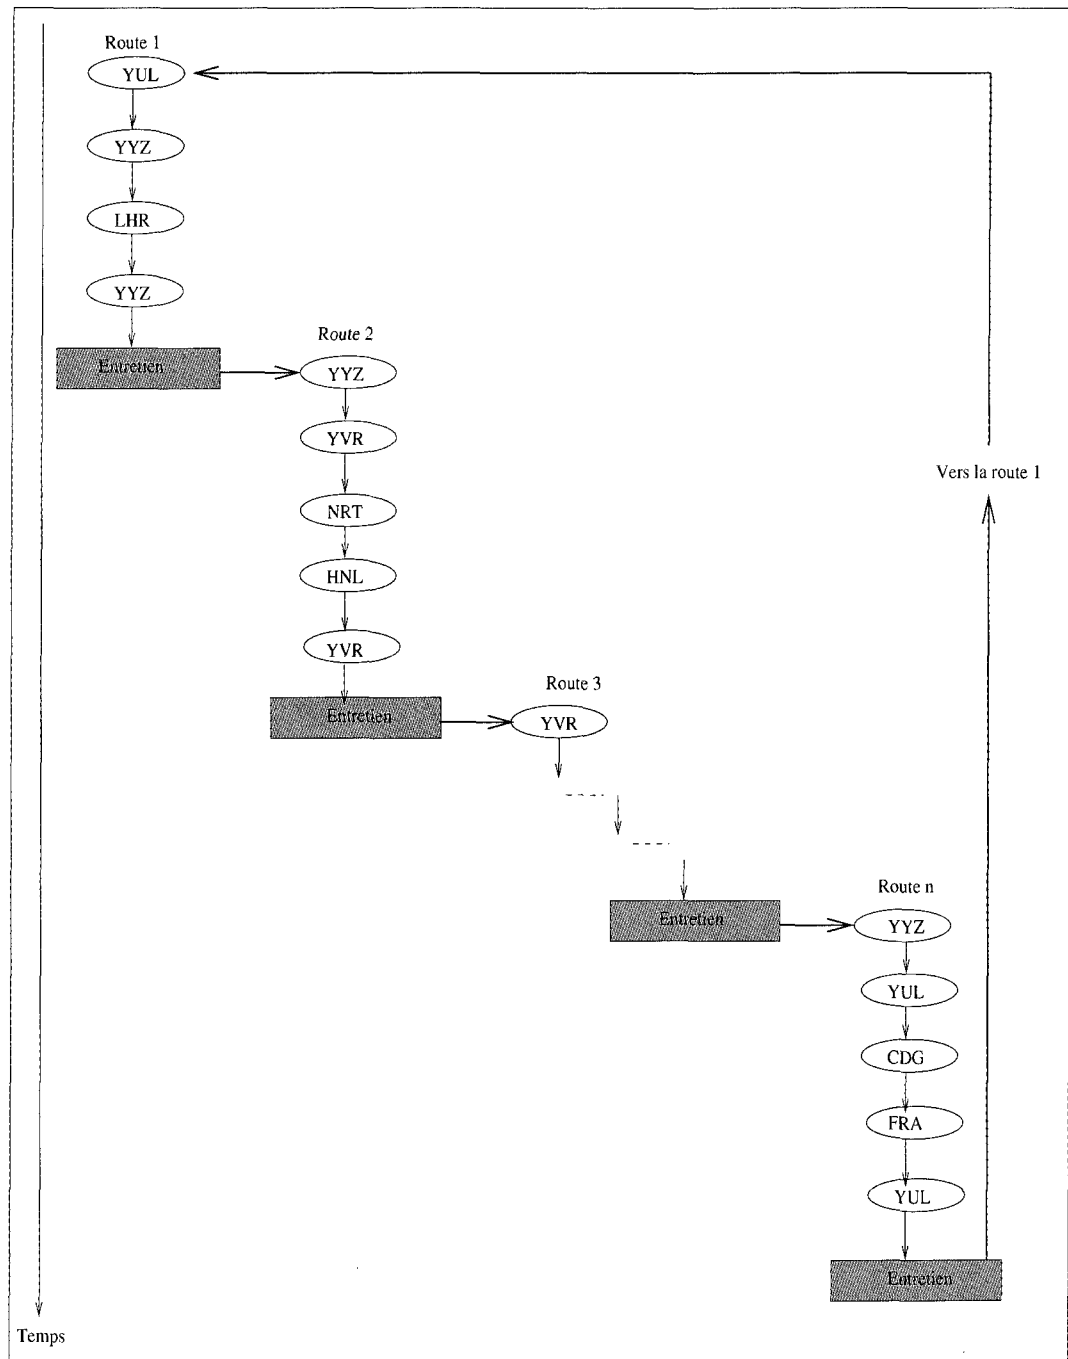 Route 1
YUL
YYZ
LHR
YYZ
Entretien
Route 2
YYZ
YVR
NRT
HNL
YVR
Entretien
Route 3
YVR
Vers la route 1
Entretien
Route n
YYZ
YUL
CDG
FRA
YUL
Entretien
Temps